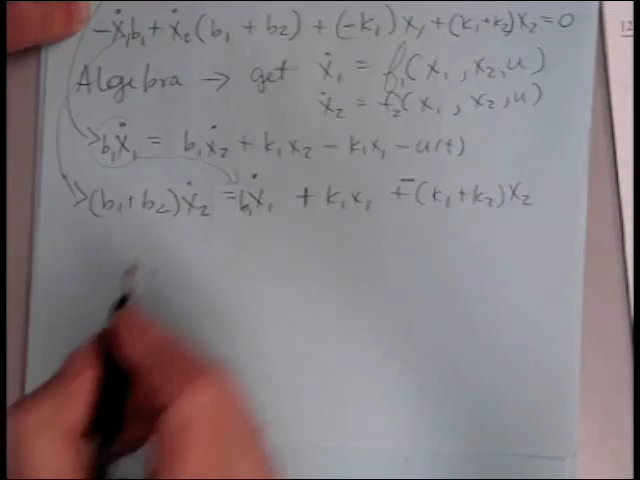 -ẋ₁b₁ + ẋ₂(b₁ + b₂) + (-k₁)x₁ + (k₁+k₂)x₂ = 0
Algebra → get ẋ₁ = f₁(x₁, x₂, u)
ẋ₂ = f₂(x₁, x₂, u)
b₁ẋ₁ = b₁ẋ₂ + k₁x₂ - k₁x₁ - u(t)
(b₁+b₂)ẋ₂ = b₁ẋ₁ + k₁x₁ -(k₁+k₂)x₂